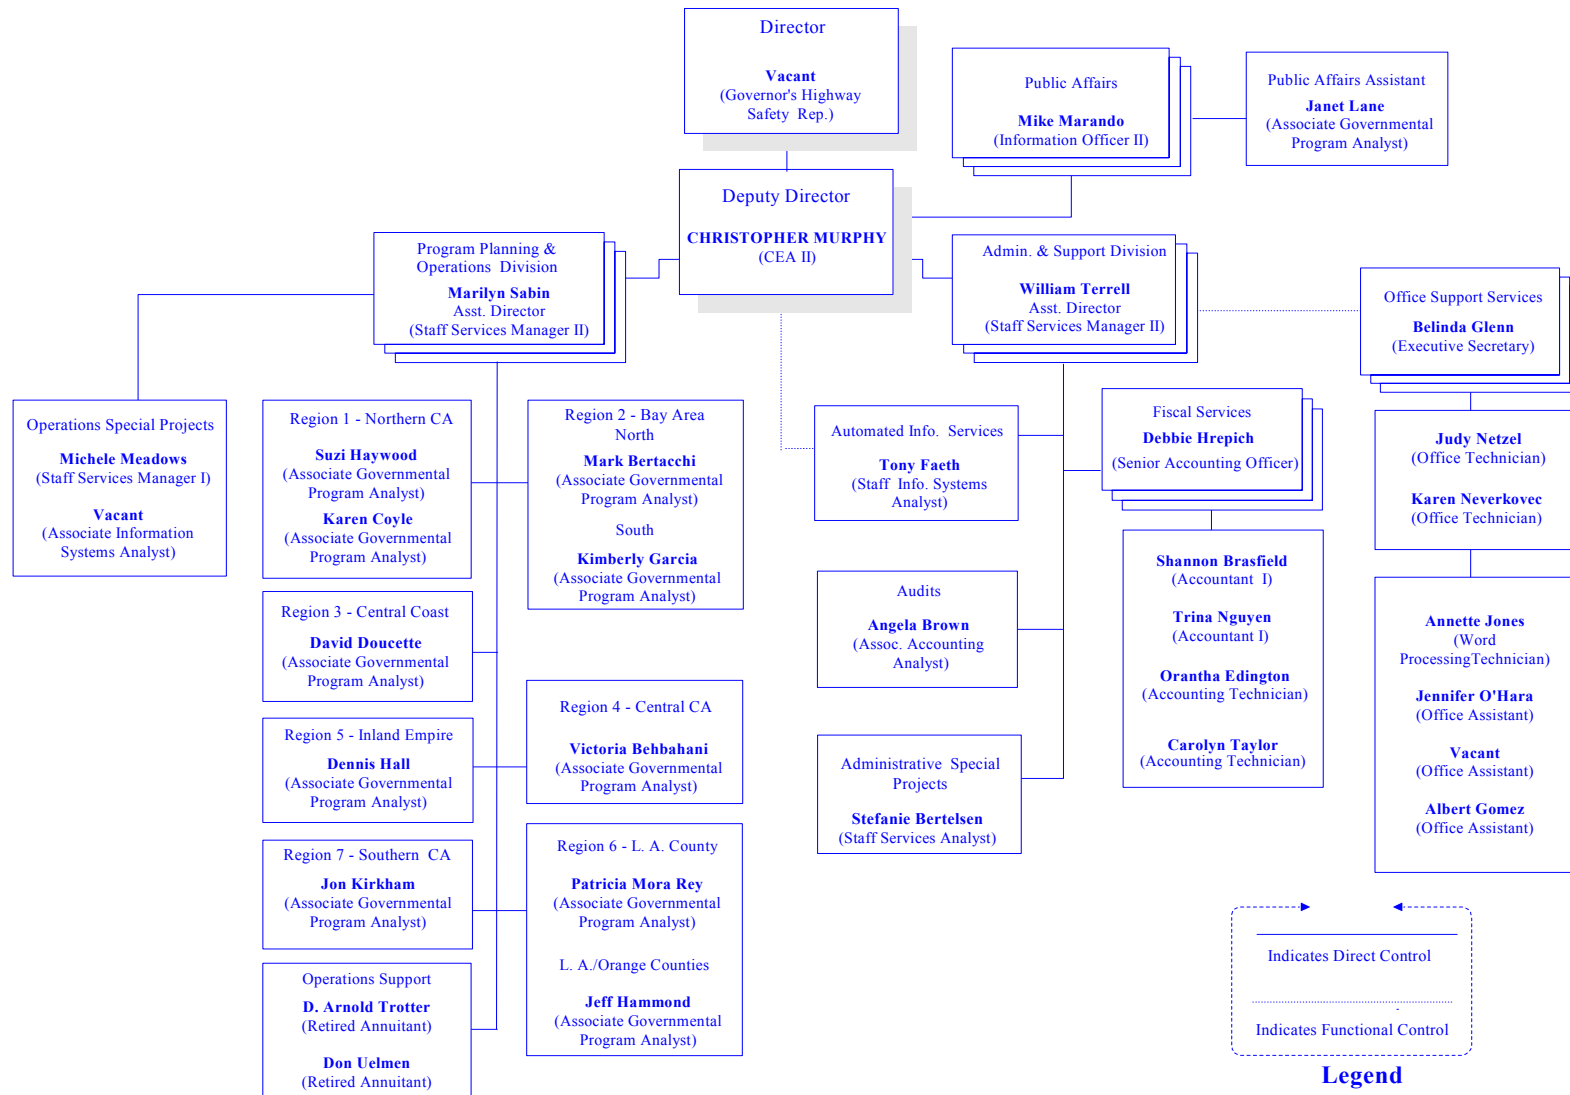 Director
Vacant
(Governor's Highway
Safety Rep.)
Public Affairs
Mike Marando
(Information Officer II)
Public Affairs Assistant
Janet Lane
(Associate Governmental
Program Analyst)
Deputy Director
CHRISTOPHER MURPHY
(CEA II)
Program Planning &
Operations Division
Marilyn Sabin
Asst. Director
(Staff Services Manager II)
Admin. & Support Division
William Terrell
Asst. Director
(Staff Services Manager II)
Office Support Services
Belinda Glenn
(Executive Secretary)
Operations Special Projects
Michele Meadows
(Staff Services Manager I)
Vacant
(Associate Information
Systems Analyst)
Region 1 - Northern CA
Suzi Haywood
(Associate Governmental
Program Analyst)
Karen Coyle
(Associate Governmental
Program Analyst)
Region 2 - Bay Area
North
Mark Bertacchi
(Associate Governmental
Program Analyst)
South
Kimberly Garcia
(Associate Governmental
Program Analyst)
Region 3 - Central Coast
David Doucette
(Associate Governmental
Program Analyst)
Region 4 - Central CA
Victoria Behbahani
(Associate Governmental
Program Analyst)
Region 5 - Inland Empire
Dennis Hall
(Associate Governmental
Program Analyst)
Region 7 - Southern CA
Jon Kirkham
(Associate Governmental
Program Analyst)
Region 6 - L. A. County
Patricia Mora Rey
(Associate Governmental
Program Analyst)
L. A./Orange Counties
Jeff Hammond
(Associate Governmental
Program Analyst)
Operations Support
D. Arnold Trotter
(Retired Annuitant)
Don Uelmen
(Retired Annuitant)
Automated Info. Services
Tony Faeth
(Staff Info. Systems
Analyst)
Audits
Angela Brown
(Assoc. Accounting
Analyst)
Administrative Special
Projects
Stefanie Bertelsen
(Staff Services Analyst)
Fiscal Services
Debbie Hrepich
(Senior Accounting Officer)
Shannon Brasfield
(Accountant I)
Trina Nguyen
(Accountant I)
Orantha Edington
(Accounting Technician)
Carolyn Taylor
(Accounting Technician)
Judy Netzel
(Office Technician)
Karen Neverkovec
(Office Technician)
Annette Jones
(Word
ProcessingTechnician)
Jennifer O'Hara
(Office Assistant)
Vacant
(Office Assistant)
Albert Gomez
(Office Assistant)
Indicates Direct Control
Indicates Functional Control
Legend